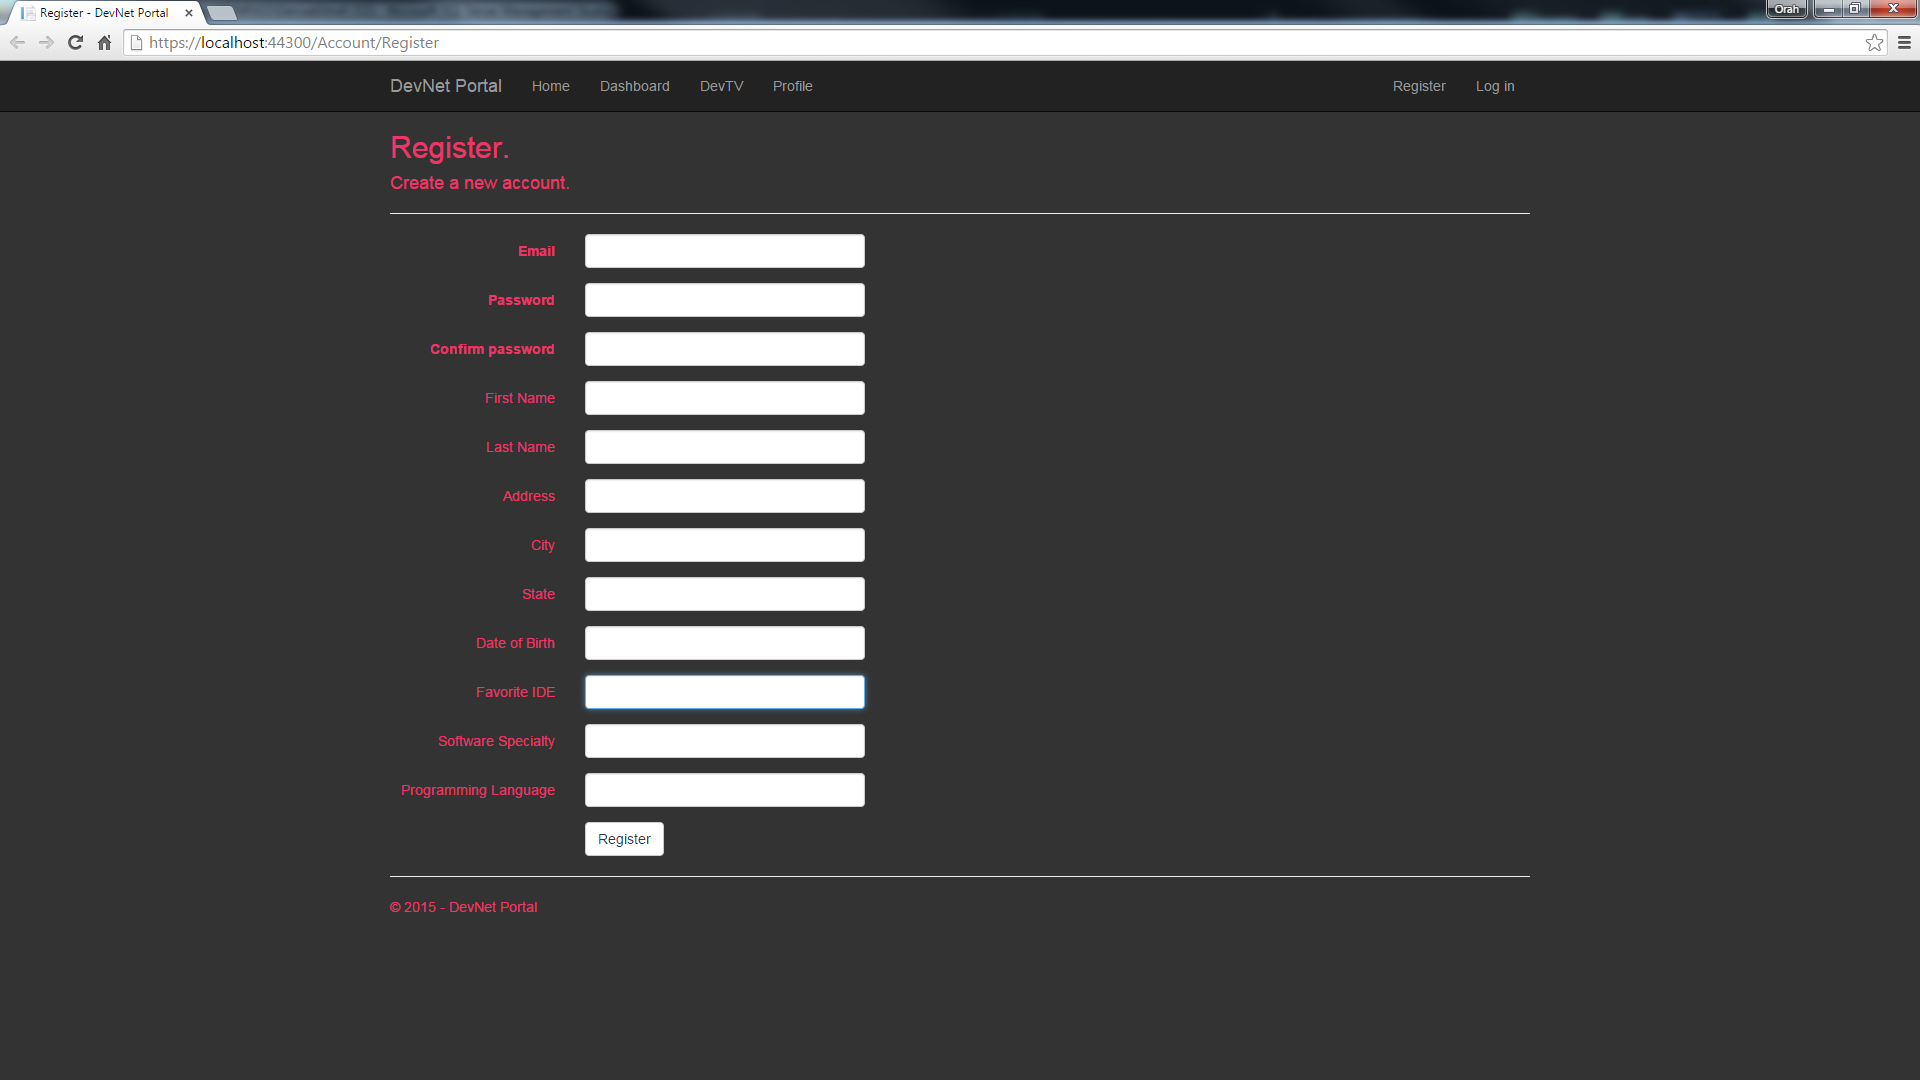 Register - DevNet Portal
Orah
https://localhost:44300/Account/Register
DevNet Portal Home Dashboard DevTV Profile Register Log in
Register.
Create a new account.
Email
Password
Confirm password
First Name
Last Name
Address
City
State
Date of Birth
Favorite IDE
Software Specialty
Programming Language
Register
© 2015 - DevNet Portal